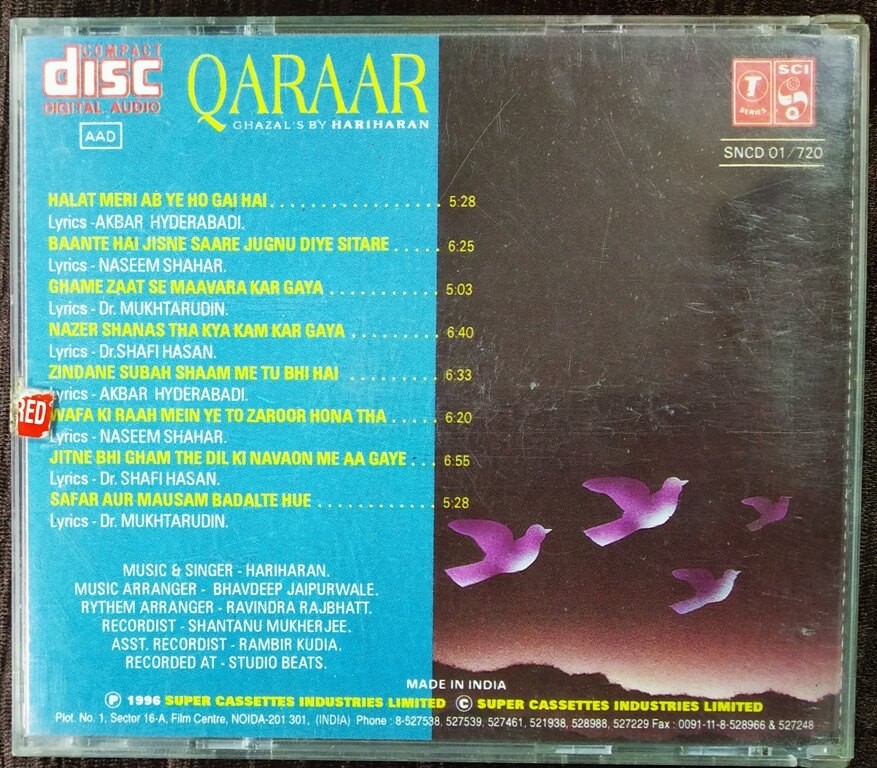 COMPACT
disc
DIGITAL AUDIO
AAD
QARAAR
GHAZAL'S BY HARIHARAN
T
SERIES
SCI
SNCD 01/720
HALAT MERI AB YE HO GAI HAI................. 5:28
Lyrics -AKBAR HYDERABADI.
BAANTE HAI JISNE SAARE JUGNU DIYE SITARE ..... 6:25
Lyrics - NASEEM SHAHAR.
GHAME ZAAT SE MAAVARA KAR GAYA ........... 5:03
Lyrics - Dr. MUKHTARUDIN.
NAZER SHANAS THA KYA KAM KAR GAYA ......... 6:40
Lyrics - Dr.SHAFI HASAN.
ZINDANE SUBAH SHAAM ME TU BHI HAI ......... 6:33
Lyrics - AKBAR HYDERABADI.
RED
WAFA KI RAAH MEIN YE TO ZAROOR HONA THA ..... 6:20
Lyrics - NASEEM SHAHAR.
JITNE BHI GHAM THE DIL KI NAVAON ME AA GAYE ... 6:55
Lyrics - Dr. SHAFI HASAN.
SAFAR AUR MAUSAM BADALTE HUE ............ 5:28
Lyrics - Dr. MUKHTARUDIN.
MUSIC & SINGER - HARIHARAN.
MUSIC ARRANGER - BHAVDEEP JAIPURWALE.
RYTHEM ARRANGER - RAVINDRA RAJBHATT.
RECORDIST - SHANTANU MUKHERJEE.
ASST. RECORDIST - RAMBIR KUDIA.
RECORDED AT - STUDIO BEATS.
MADE IN INDIA
Ⓟ 1996 SUPER CASSETTES INDUSTRIES LIMITED © SUPER CASSETTES INDUSTRIES LIMITED
Plot. No. 1, Sector 16-A, Film Centre, NOIDA-201 301, (INDIA) Phone : 8-527538, 527539, 527461, 521938, 528988, 527229 Fax : 0091-11-8-528966 & 527248